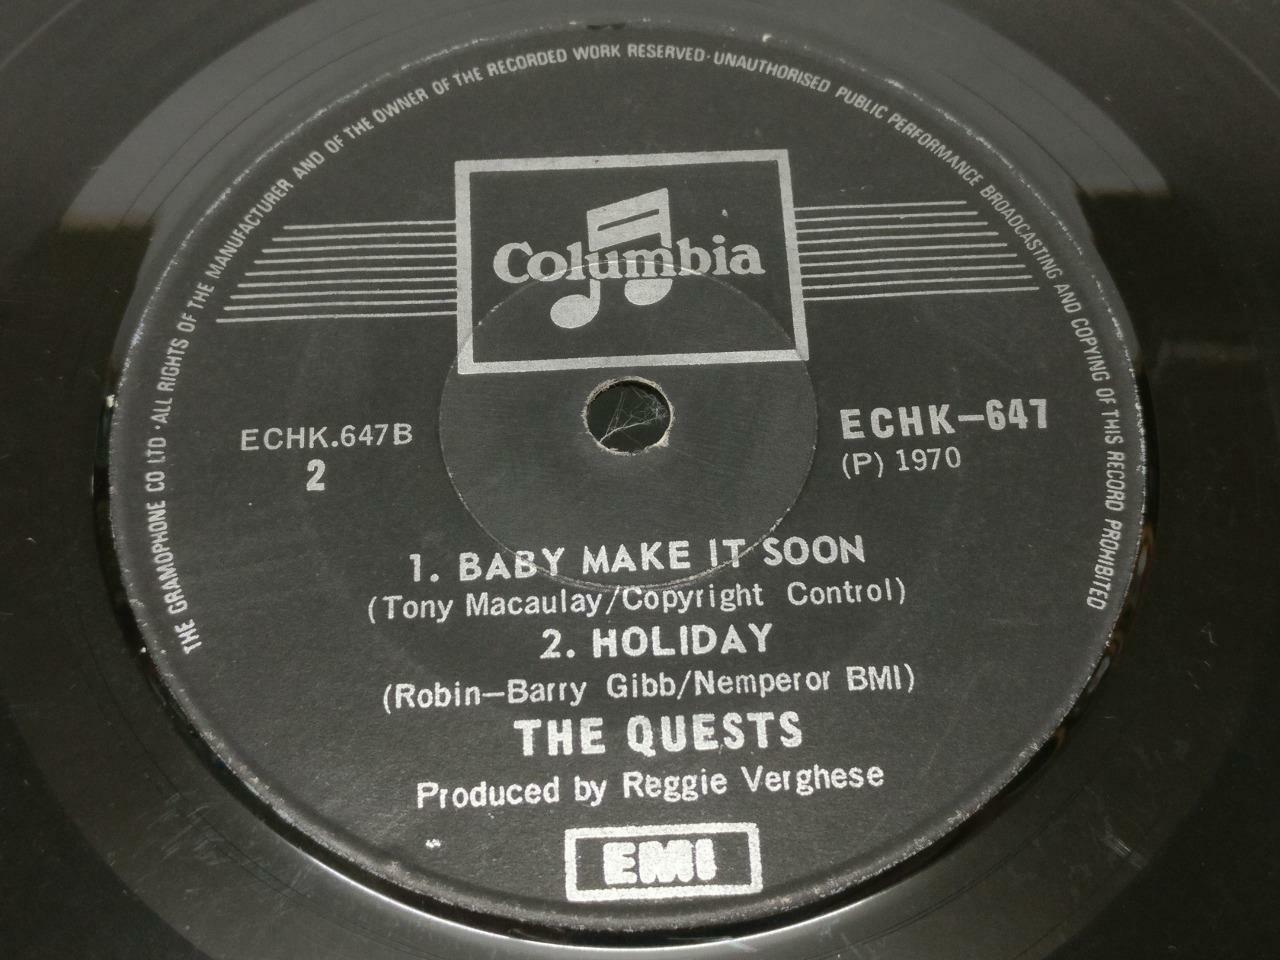 THE GRAMOPHONE CO LTD · ALL RIGHTS OF THE MANUFACTURER AND OF THE OWNER OF THE RECORDED WORK RESERVED · UNAUTHORISED PUBLIC PERFORMANCE BROADCASTING AND COPYING OF THIS RECORD PROHIBITED
Columbia
ECHK.647B
2
ECHK-647
(P) 1970
1. BABY MAKE IT SOON
(Tony Macaulay/Copyright Control)
2. HOLIDAY
(Robin-Barry Gibb/Nemperor BMI)
THE QUESTS
Produced by Reggie Verghese
EMI